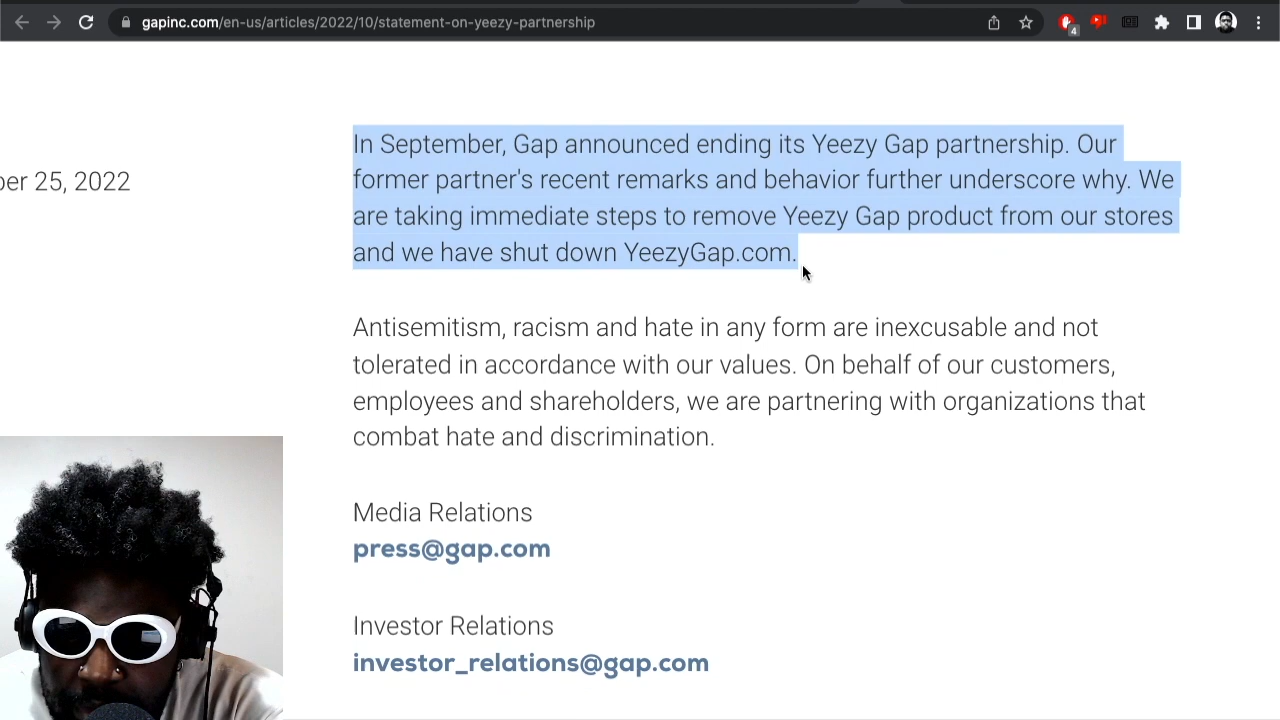 gapinc.com/en-us/articles/2022/10/statement-on-yeezy-partnership
4
In September, Gap announced ending its Yeezy Gap partnership. Our
ber 25, 2022
former partner's recent remarks and behavior further underscore why. We
are taking immediate steps to remove Yeezy Gap product from our stores
and we have shut down YeezyGap.com.
Antisemitism, racism and hate in any form are inexcusable and not
tolerated in accordance with our values. On behalf of our customers,
employees and shareholders, we are partnering with organizations that
combat hate and discrimination.
Media Relations
press@gap.com
Investor Relations
investor_relations@gap.com